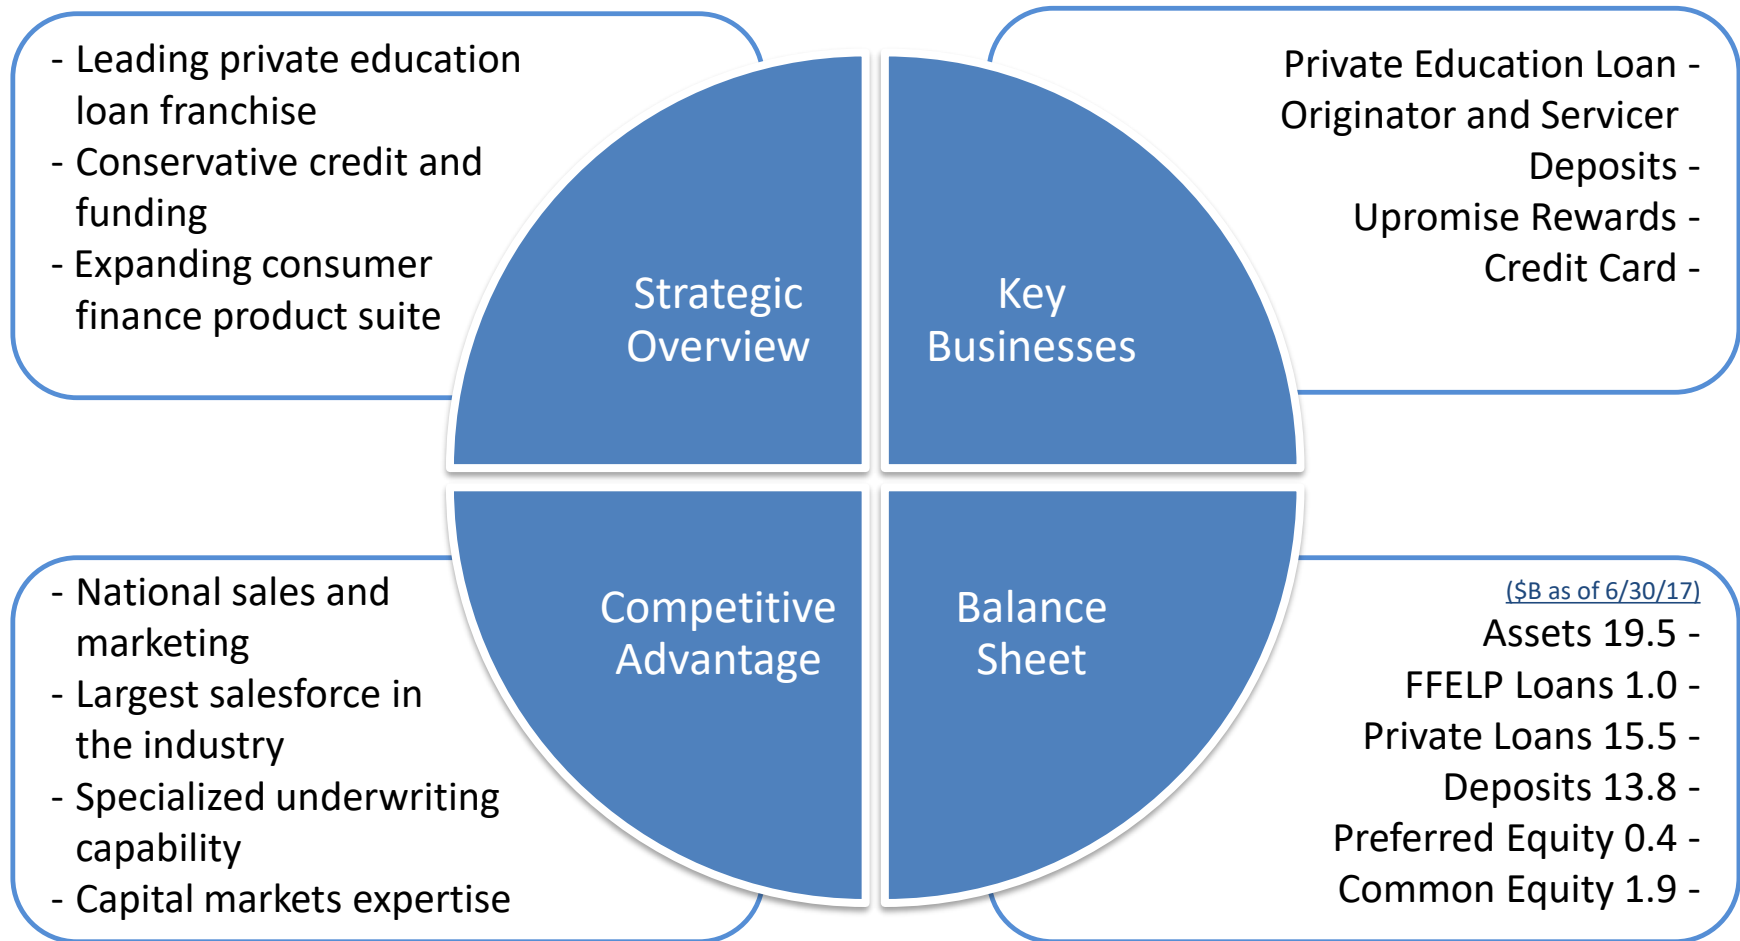 - Leading private education
loan franchise
- Conservative credit and
funding
- Expanding consumer
finance product suite
Strategic
Overview
Key
Businesses
Private Education Loan -
Originator and Servicer
Deposits -
Upromise Rewards -
Credit Card -
- National sales and
marketing
- Largest salesforce in
the industry
- Specialized underwriting
capability
- Capital markets expertise
Competitive
Advantage
Balance
Sheet
($B as of 6/30/17)
Assets 19.5 -
FFELP Loans 1.0 -
Private Loans 15.5 -
Deposits 13.8 -
Preferred Equity 0.4 -
Common Equity 1.9 -